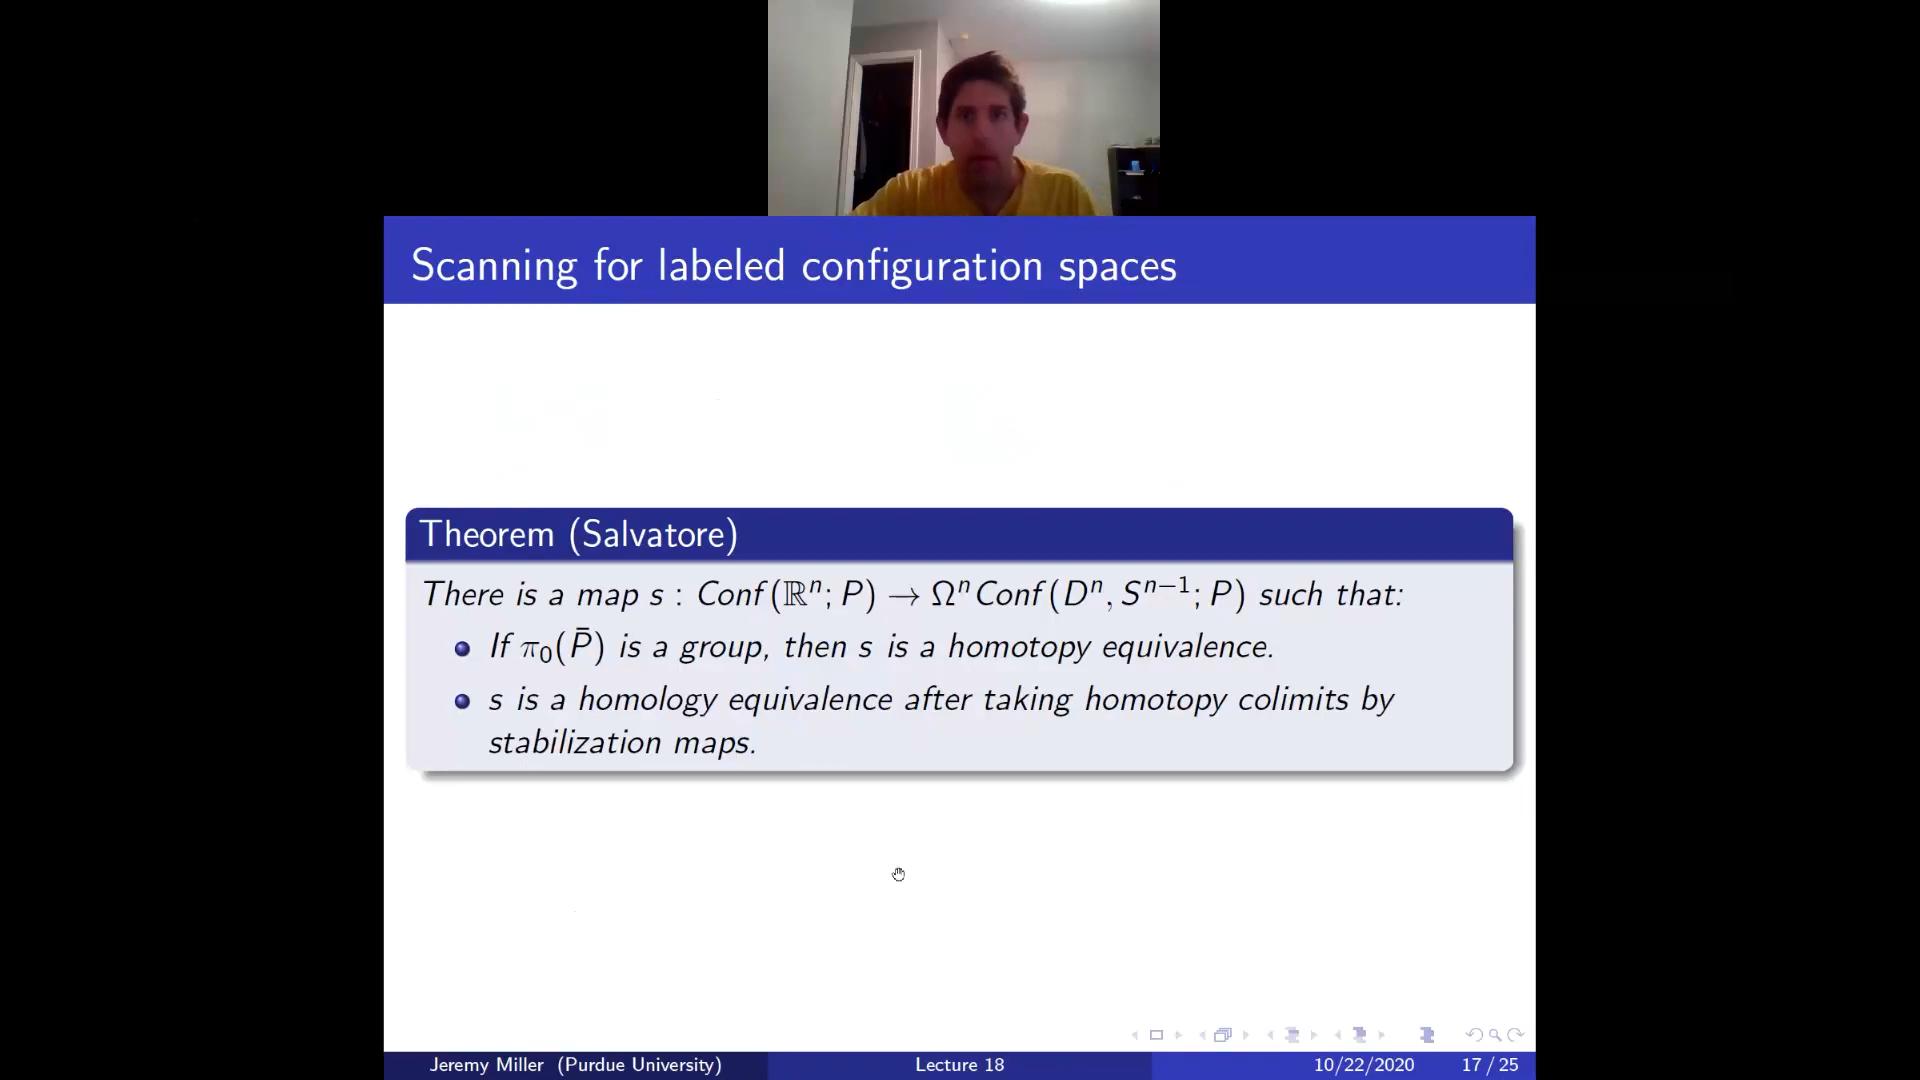 Scanning for labeled configuration spaces
Theorem (Salvatore)
There is a map s : Conf(ℝⁿ; P) → ΩⁿConf(Dⁿ, Sⁿ⁻¹; P) such that:
If π₀(P̄) is a group, then s is a homotopy equivalence.
s is a homology equivalence after taking homotopy colimits by
stabilization maps.
Jeremy Miller (Purdue University) Lecture 18 10/22/2020 17 / 25